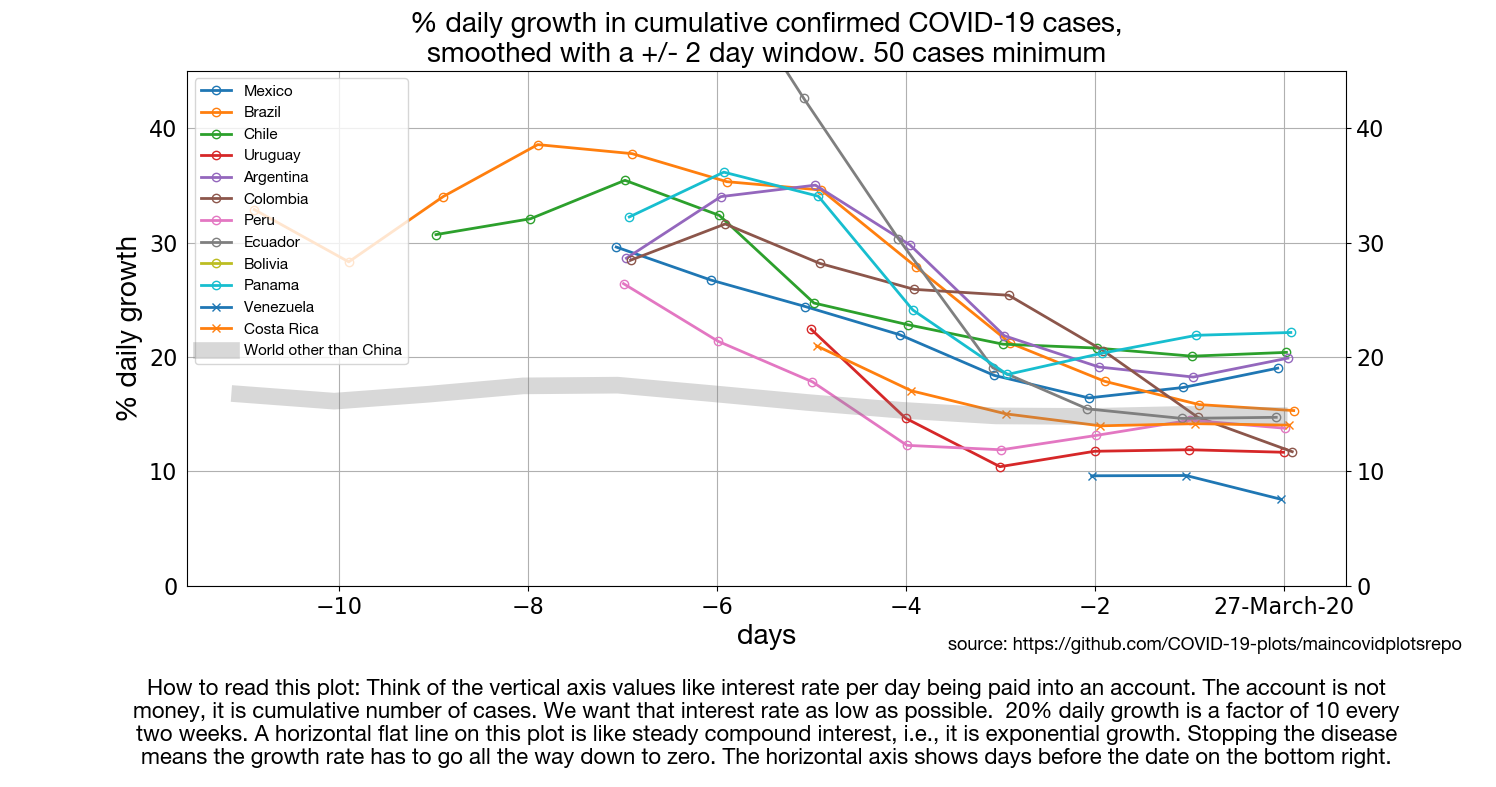 % daily growth in cumulative confirmed COVID-19 cases,
smoothed with a +/- 2 day window. 50 cases minimum
Mexico
Brazil
Chile
Uruguay
Argentina
Colombia
Peru
Ecuador
Bolivia
Panama
Venezuela
Costa Rica
World other than China
% daily growth
40
30
20
10
0
40
30
20
10
0
−10
−8
−6
−4
−2
27-March-20
days
source: https://github.com/COVID-19-plots/maincovidplotsrepo
How to read this plot: Think of the vertical axis values like interest rate per day being paid into an account. The account is not
money, it is cumulative number of cases. We want that interest rate as low as possible.  20% daily growth is a factor of 10 every
two weeks. A horizontal flat line on this plot is like steady compound interest, i.e., it is exponential growth. Stopping the disease
means the growth rate has to go all the way down to zero. The horizontal axis shows days before the date on the bottom right.